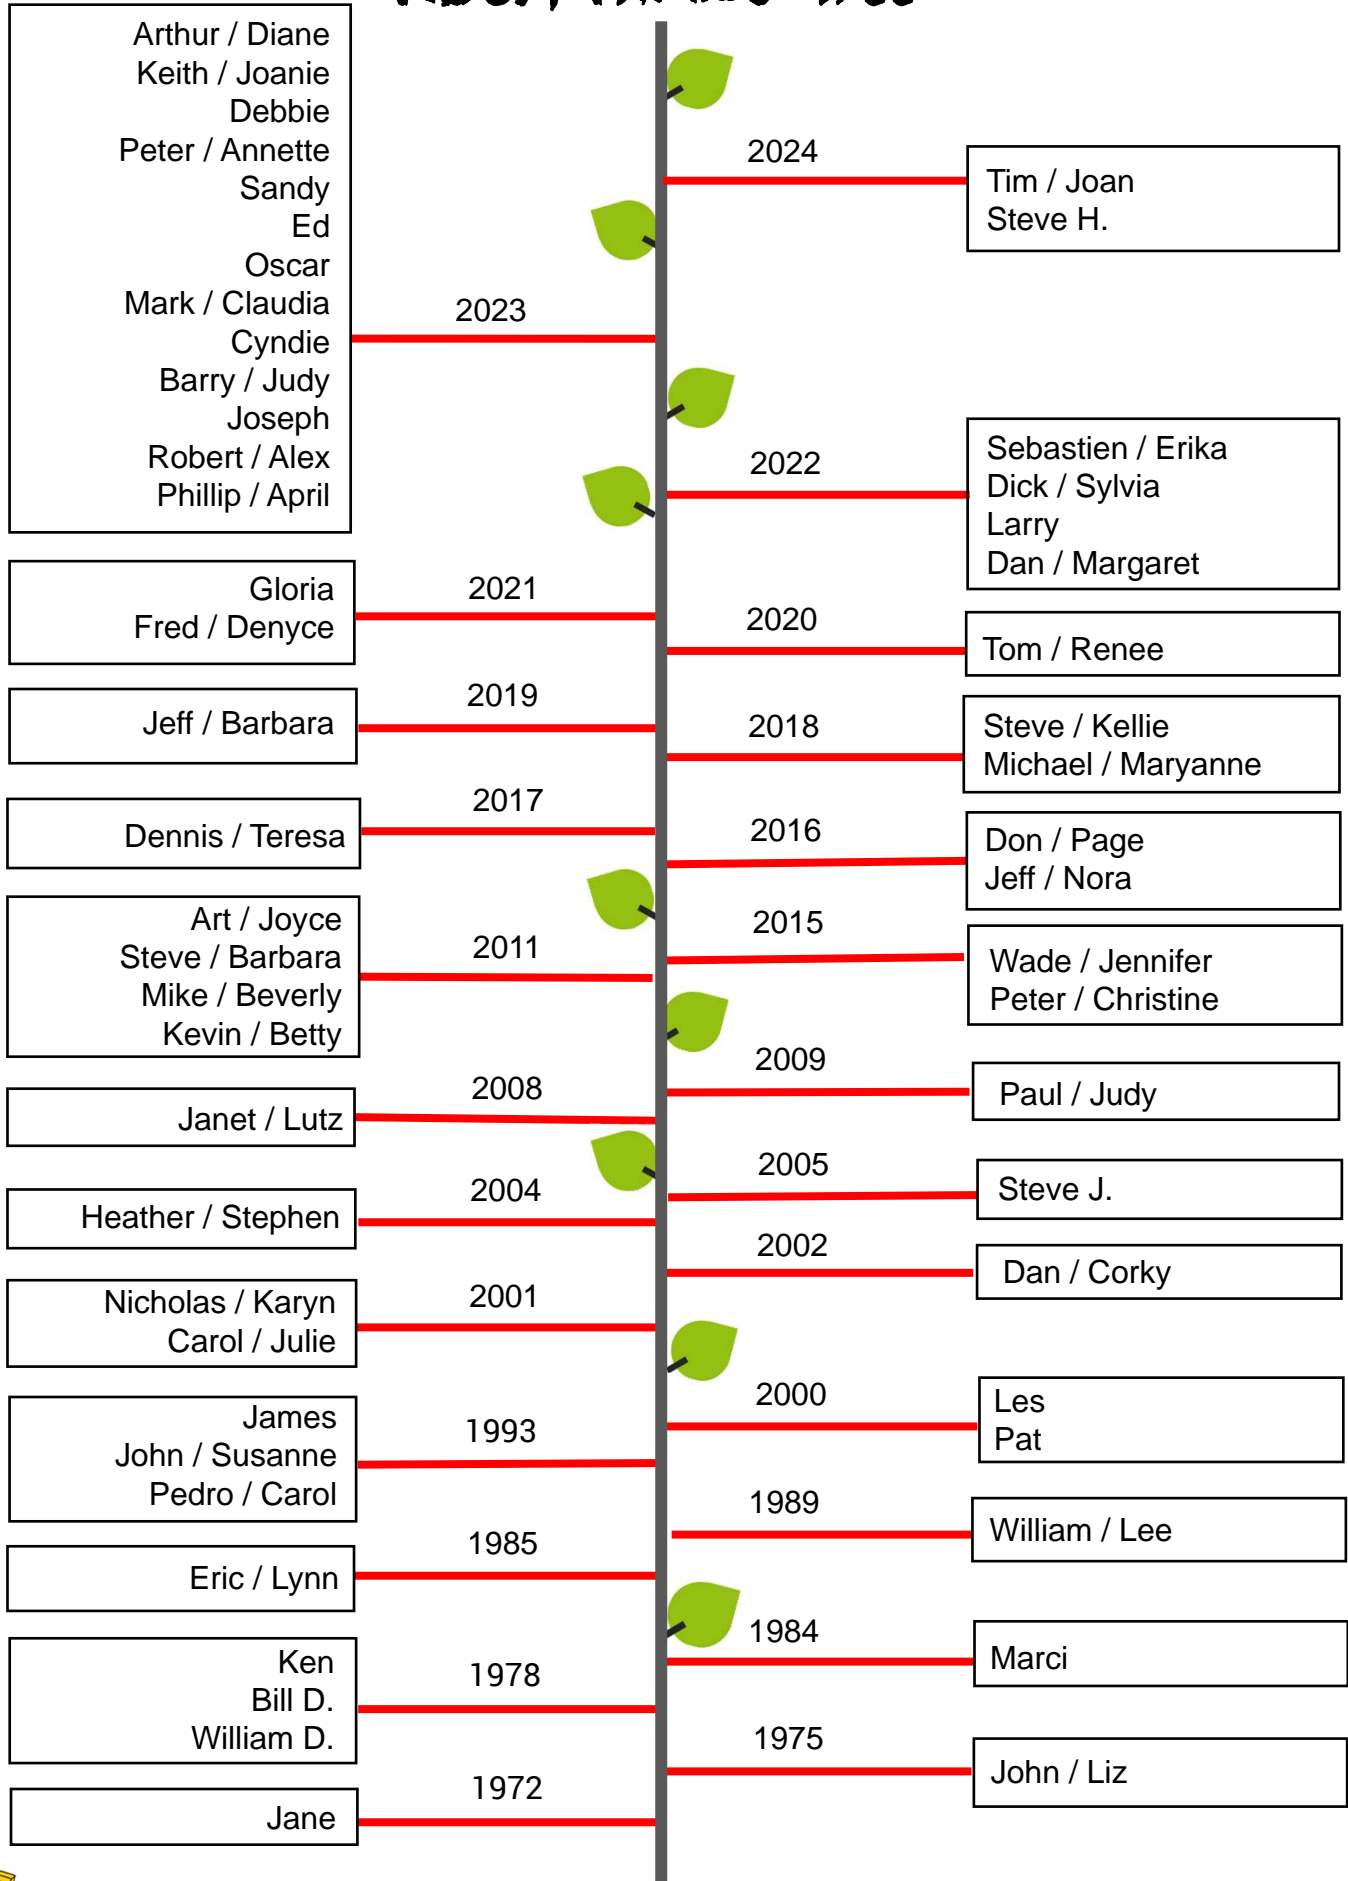 Arthur / Diane
Keith / Joanie
Debbie
Peter / Annette
Sandy
Ed
Oscar
Mark / Claudia
Cyndie
Barry / Judy
Joseph
Robert / Alex
Phillip / April
2024
Tim / Joan
Steve H.
2023
2022
Sebastien / Erika
Dick / Sylvia
Larry
Dan / Margaret
2021
Gloria
Fred / Denyce
2020
Tom / Renee
2019
Jeff / Barbara
2018
Steve / Kellie
Michael / Maryanne
2017
Dennis / Teresa
2016
Don / Page
Jeff / Nora
2011
Art / Joyce
Steve / Barbara
Mike / Beverly
Kevin / Betty
2015
Wade / Jennifer
Peter / Christine
2009
Paul / Judy
2008
Janet / Lutz
2005
Steve J.
2004
Heather / Stephen
2002
Dan / Corky
2001
Nicholas / Karyn
Carol / Julie
2000
Les
Pat
1993
James
John / Susanne
Pedro / Carol
1989
William / Lee
1985
Eric / Lynn
1984
Marci
1978
Ken
Bill D.
William D.
1975
John / Liz
1972
Jane